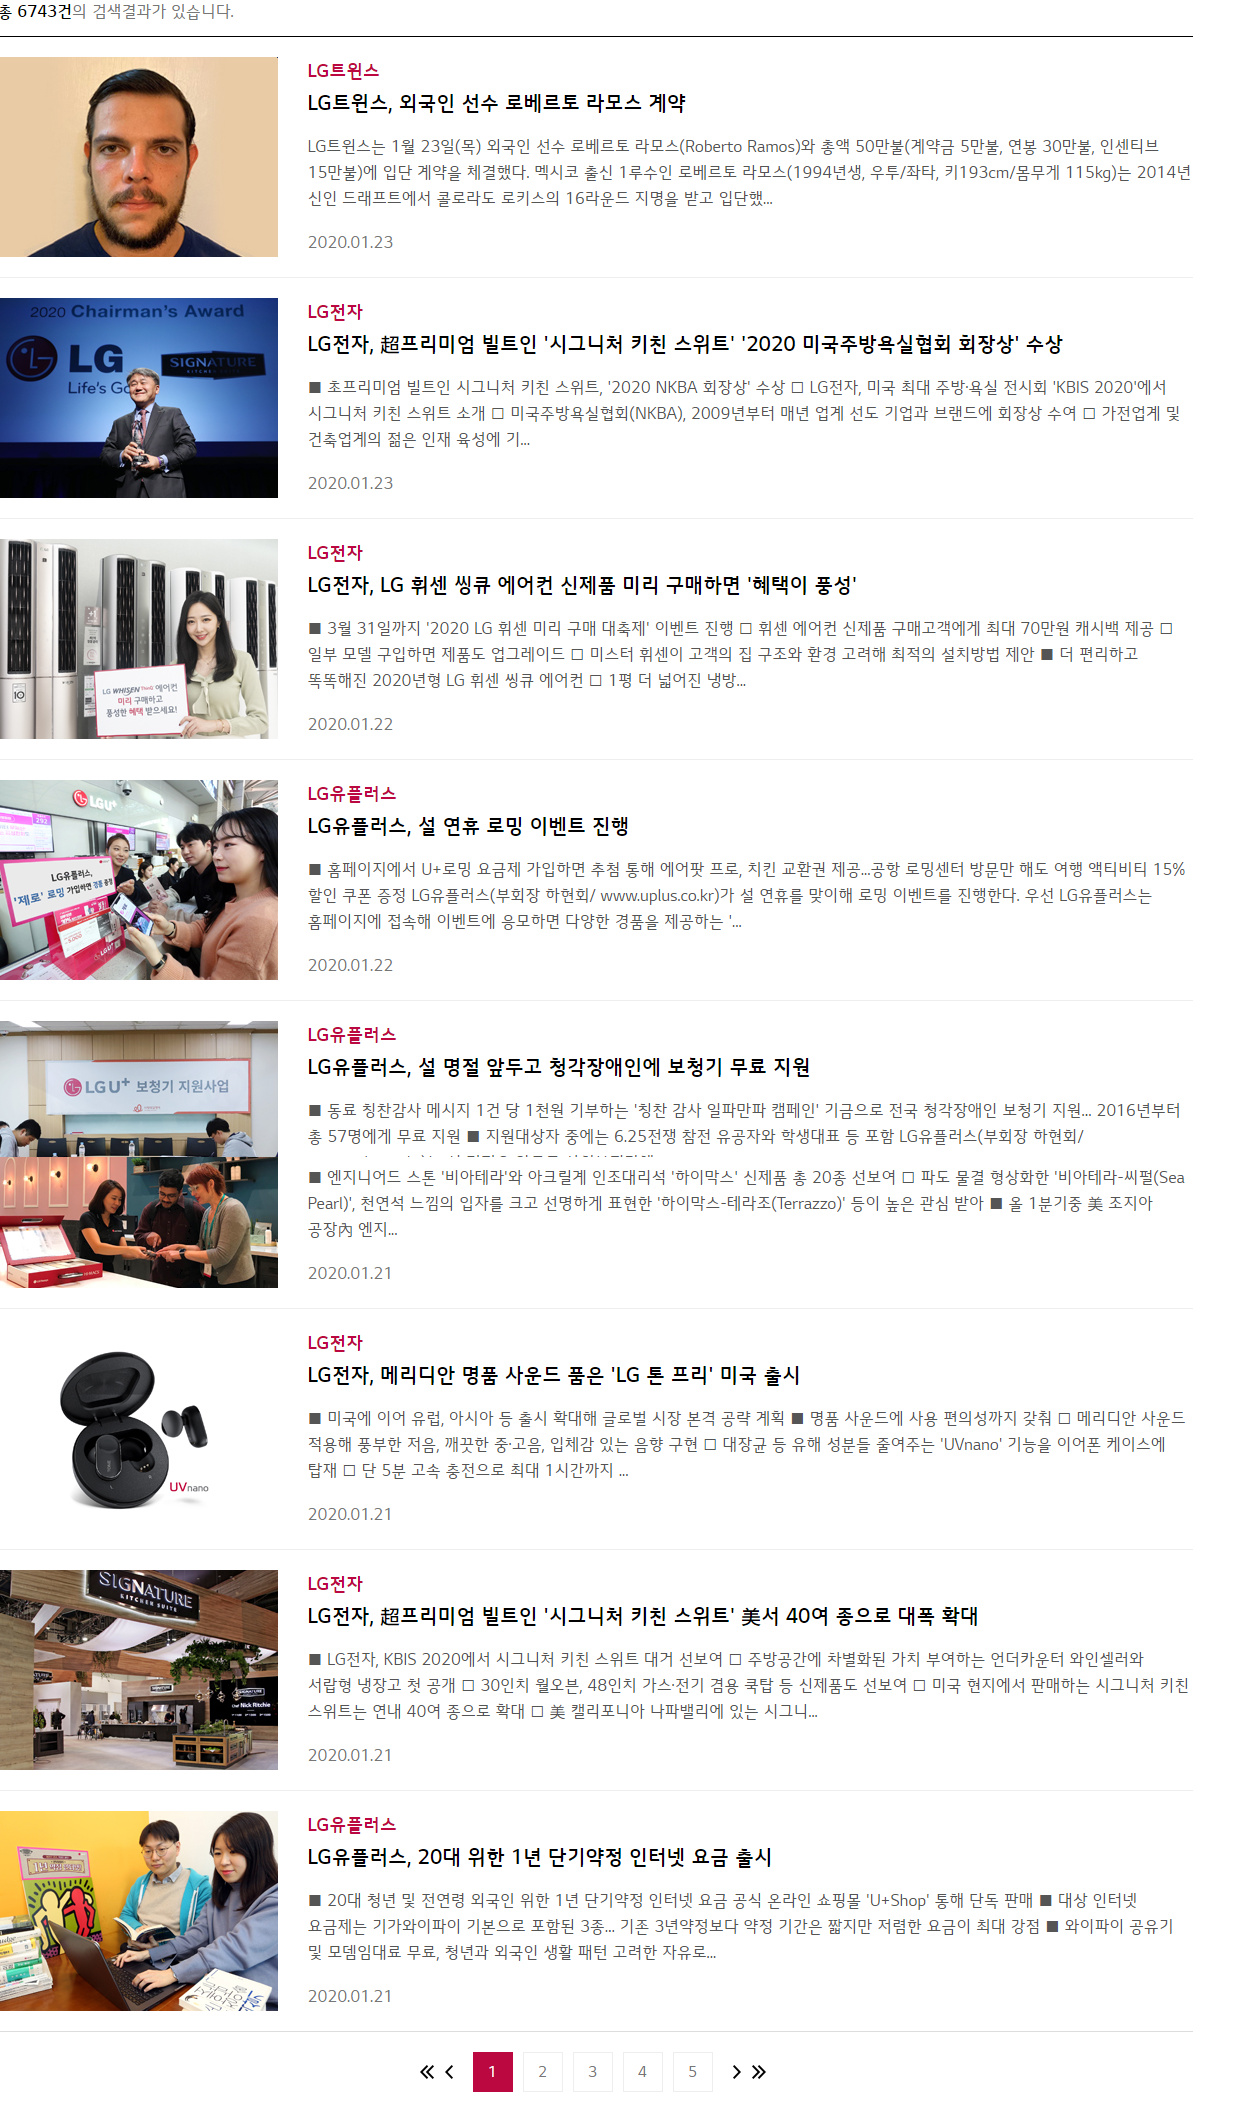 총 6743건의 검색결과가 있습니다.
LG트윈스
LG트윈스, 외국인 선수 로베르토 라모스 계약
LG트윈스는 1월 23일(목) 외국인 선수 로베르토 라모스(Roberto Ramos)와 총액 50만불(계약금 5만불, 연봉 30만불, 인센티브
15만불)에 입단 계약을 체결했다. 멕시코 출신 1루수인 로베르토 라모스(1994년생, 우투/좌타, 키193cm/몸무게 115kg)는 2014년
신인 드래프트에서 콜로라도 로키스의 16라운드 지명을 받고 입단했...
2020.01.23
2020 Chairman's Award
LG SIGNATURE
KITCHEN SUITE
Life's Go
LG전자
LG전자, 超프리미엄 빌트인 '시그니처 키친 스위트' '2020 미국주방욕실협회 회장상' 수상
■ 초프리미엄 빌트인 시그니처 키친 스위트, '2020 NKBA 회장상' 수상 □ LG전자, 미국 최대 주방·욕실 전시회 'KBIS 2020'에서
시그니처 키친 스위트 소개 □ 미국주방욕실협회(NKBA), 2009년부터 매년 업계 선도 기업과 브랜드에 회장상 수여 □ 가전업계 및
건축업계의 젊은 인재 육성에 기...
2020.01.23
LG WHISEN ThinQ 에어컨
미리 구매하고
풍성한 혜택 받으세요!
10
LG전자
LG전자, LG 휘센 씽큐 에어컨 신제품 미리 구매하면 '혜택이 풍성'
■ 3월 31일까지 '2020 LG 휘센 미리 구매 대축제' 이벤트 진행 □ 휘센 에어컨 신제품 구매고객에게 최대 70만원 캐시백 제공 □
일부 모델 구입하면 제품도 업그레이드 □ 미스터 휘센이 고객의 집 구조와 환경 고려해 최적의 설치방법 제안 ■ 더 편리하고
똑똑해진 2020년형 LG 휘센 씽큐 에어컨 □ 1평 더 넓어진 냉방...
2020.01.22
LG U+
292
LG유플러스,
'제로' 로밍 가입하면 경품 증정
LG유플러스
LG유플러스, 설 연휴 로밍 이벤트 진행
■ 홈페이지에서 U+로밍 요금제 가입하면 추첨 통해 에어팟 프로, 치킨 교환권 제공...공항 로밍센터 방문만 해도 여행 액티비티 15%
할인 쿠폰 증정 LG유플러스(부회장 하현회/ www.uplus.co.kr)가 설 연휴를 맞이해 로밍 이벤트를 진행한다. 우선 LG유플러스는
홈페이지에 접속해 이벤트에 응모하면 다양한 경품을 제공하는 '...
2020.01.22
LG U+ 보청기 지원사업
LG유플러스
LG유플러스, 설 명절 앞두고 청각장애인에 보청기 무료 지원
■ 동료 칭찬감사 메시지 1건 당 1천원 기부하는 '칭찬 감사 일파만파 캠페인' 기금으로 전국 청각장애인 보청기 지원... 2016년부터
총 57명에게 무료 지원 ■ 지원대상자 중에는 6.25전쟁 참전 유공자와 학생대표 등 포함 LG유플러스(부회장 하현회/
■ 엔지니어드 스톤 '비아테라'와 아크릴계 인조대리석 '하이막스' 신제품 총 20종 선보여 □ 파도 물결 형상화한 '비아테라-씨펄(Sea
Pearl)', 천연석 느낌의 입자를 크고 선명하게 표현한 '하이막스-테라조(Terrazzo)' 등이 높은 관심 받아 ■ 올 1분기중 美 조지아
공장內 엔지...
2020.01.21
UVnano
LG전자
LG전자, 메리디안 명품 사운드 품은 'LG 톤 프리' 미국 출시
■ 미국에 이어 유럽, 아시아 등 출시 확대해 글로벌 시장 본격 공략 계획 ■ 명품 사운드에 사용 편의성까지 갖춰 □ 메리디안 사운드
적용해 풍부한 저음, 깨끗한 중·고음, 입체감 있는 음향 구현 □ 대장균 등 유해 성분들 줄여주는 'UVnano' 기능을 이어폰 케이스에
탑재 □ 단 5분 고속 충전으로 최대 1시간까지 ...
2020.01.21
SIGNATURE
KITCHEN SUITE
Nick Ritchie
LG전자
LG전자, 超프리미엄 빌트인 '시그니처 키친 스위트' 美서 40여 종으로 대폭 확대
■ LG전자, KBIS 2020에서 시그니처 키친 스위트 대거 선보여 □ 주방공간에 차별화된 가치 부여하는 언더카운터 와인셀러와
서랍형 냉장고 첫 공개 □ 30인치 월오븐, 48인치 가스·전기 겸용 쿡탑 등 신제품도 선보여 □ 미국 현지에서 판매하는 시그니처 키친
스위트는 연내 40여 종으로 확대 □ 美 캘리포니아 나파밸리에 있는 시그니...
2020.01.21
LG유플러스
LG유플러스, 20대 위한 1년 단기약정 인터넷 요금 출시
■ 20대 청년 및 전연령 외국인 위한 1년 단기약정 인터넷 요금 공식 온라인 쇼핑몰 'U+Shop' 통해 단독 판매 ■ 대상 인터넷
요금제는 기가와이파이 기본으로 포함된 3종... 기존 3년약정보다 약정 기간은 짧지만 저렴한 요금이 최대 강점 ■ 와이파이 공유기
및 모뎀임대료 무료, 청년과 외국인 생활 패턴 고려한 자유로...
2020.01.21
1 2 3 4 5